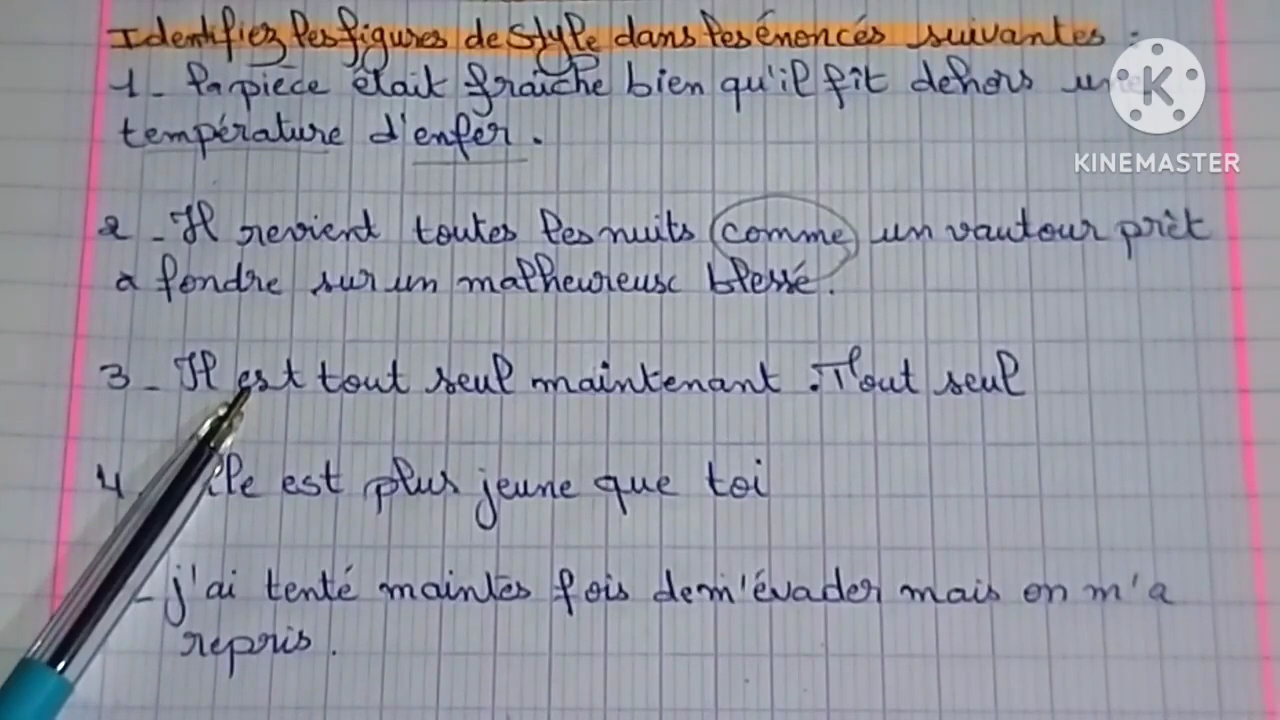 Identifiez les figures de style dans les énoncés suivantes :
1 - La pièce était fraîche bien qu'il fît dehors une
K
température d'enfer.
KINEMASTER
2 - Il revient toutes les nuits comme un vautour prêt
a fondre sur un malheureux blessé.
3 - Il est tout seul maintenant. Tout seul
4 est plus jeune que toi
- j'ai tenté maintes fois de m'évader mais on m'a
repris.